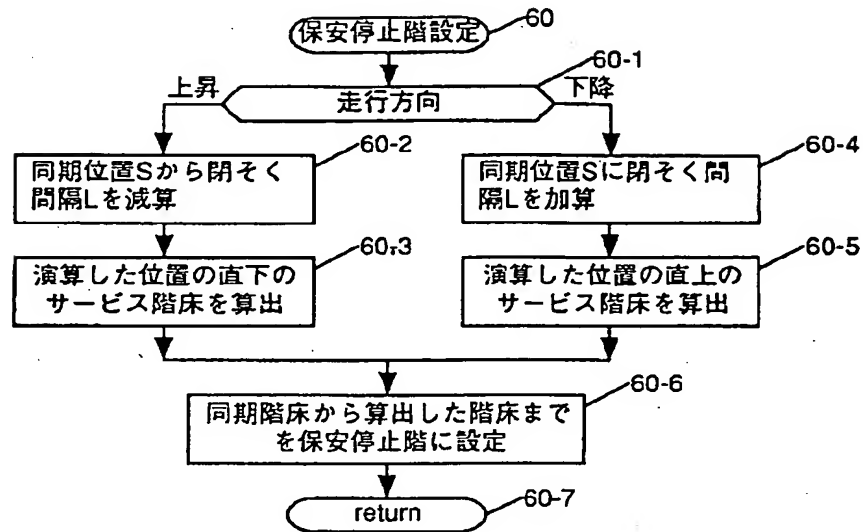 保安停止階設定
60
60-1
上昇
走行方向
下降
60-2
同期位置Sから閉そく
間隔Lを減算
60-4
同期位置Sに閉そく間
隔Lを加算
60-3
演算した位置の直下の
サービス階床を算出
60-5
演算した位置の直上の
サービス階床を算出
60-6
同期階床から算出した階床まで
を保安停止階に設定
return
60-7